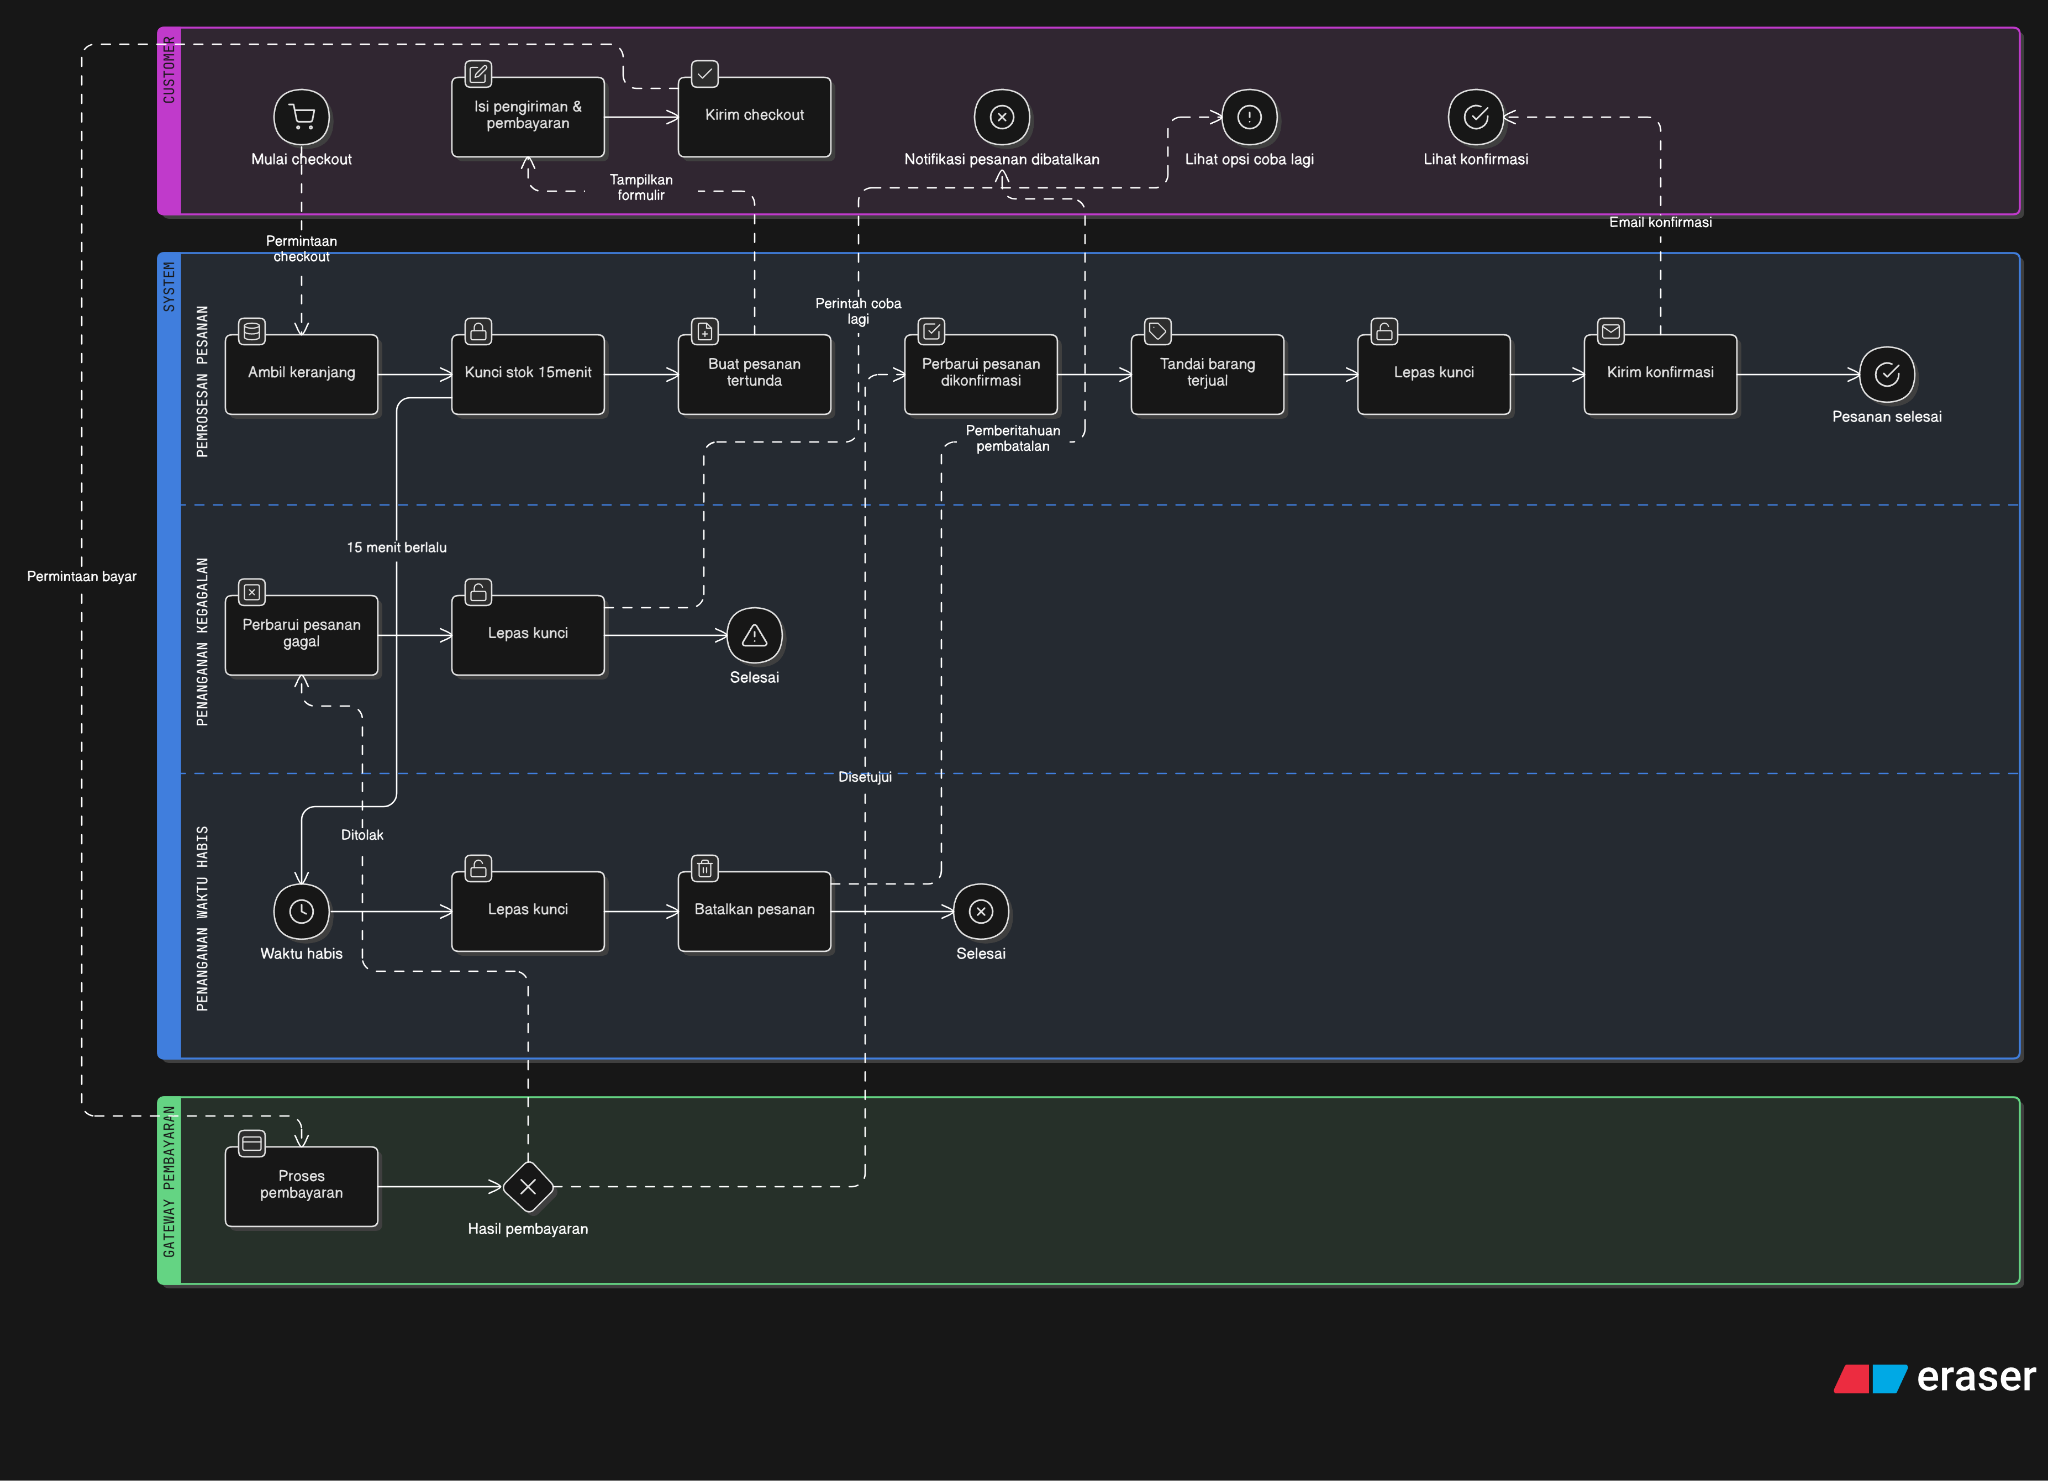 CUSTOMER
Mulai checkout
Isi pengiriman &
pembayaran
Kirim checkout
Notifikasi pesanan dibatalkan
Lihat opsi coba lagi
Lihat konfirmasi
Tampilkan
formulir
Permintaan
checkout
Email konfirmasi
SYSTEM
PEMROSESAN PESANAN
Perintah coba
lagi
Ambil keranjang
Kunci stok 15menit
Buat pesanan
tertunda
Perbarui pesanan
dikonfirmasi
Tandai barang
terjual
Lepas kunci
Kirim konfirmasi
Pesanan selesai
Pemberitahuan
pembatalan
15 menit berlalu
Permintaan bayar
PENANGANAN KEGAGALAN
Perbarui pesanan
gagal
Lepas kunci
Selesai
Disetujui
Ditolak
PENANGANAN WAKTU HABIS
Waktu habis
Lepas kunci
Batalkan pesanan
Selesai
GATEWAY PEMBAYARAN
Proses
pembayaran
Hasil pembayaran
eraser